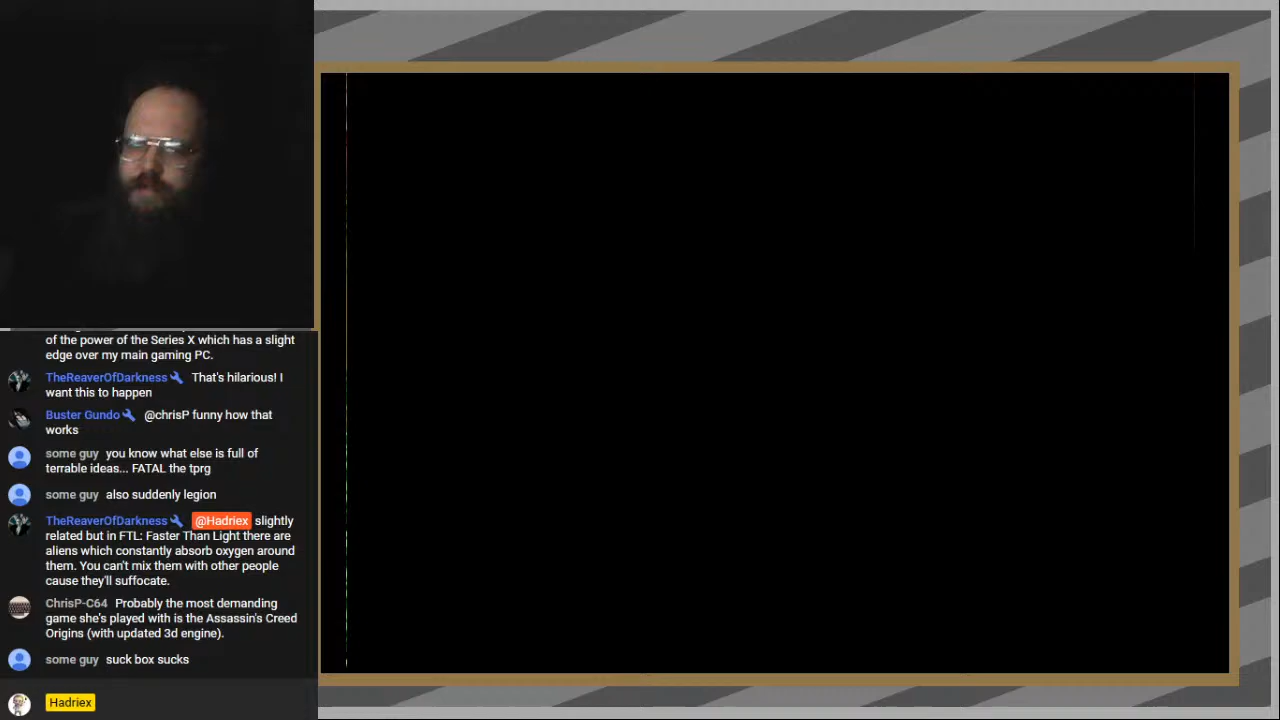 of the power of the Series X which has a slight
edge over my main gaming PC.
TheReaverOfDarkness That's hilarious! I
want this to happen
Buster Gundo @chrisP funny how that
works
some guy you know what else is full of
terrable ideas... FATAL the tprg
some guy also suddenly legion
TheReaverOfDarkness @Hadriex slightly
related but in FTL: Faster Than Light there are
aliens which constantly absorb oxygen around
them. You can't mix them with other people
cause they'll suffocate.
ChrisP-C64 Probably the most demanding
game she's played with is the Assassin's Creed
Origins (with updated 3d engine).
some guy suck box sucks
Hadriex